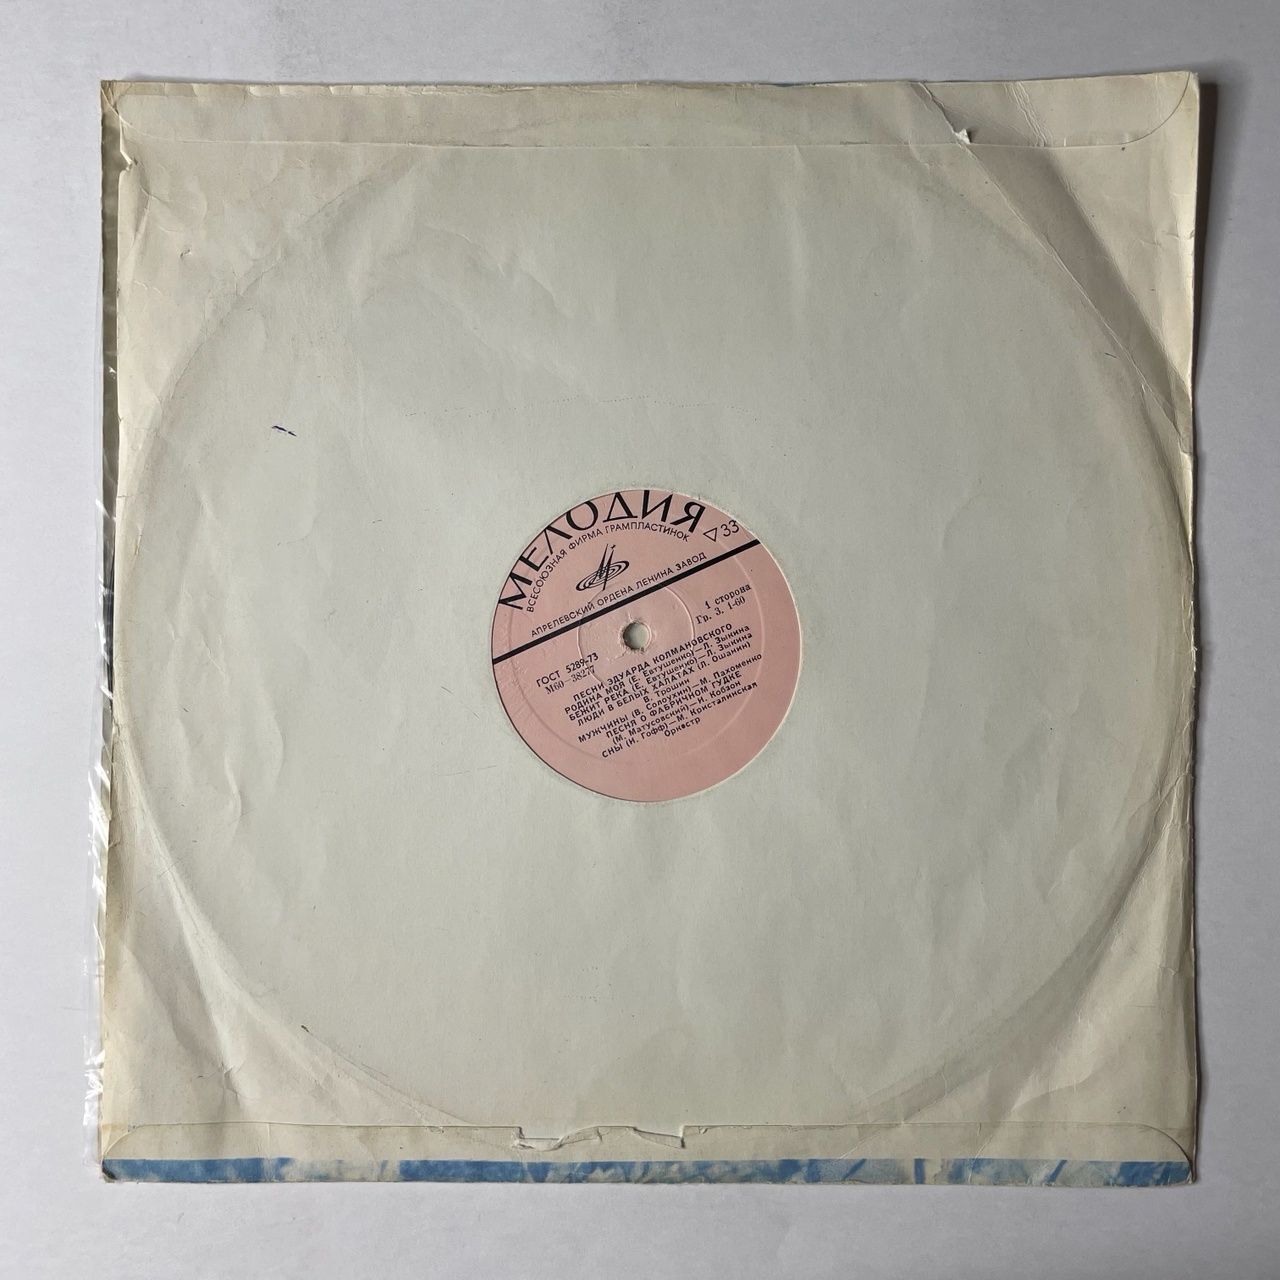 МЕЛОДИЯ
ВСЕСОЮЗНАЯ ФИРМА ГРАМПЛАСТИНОК
33
АПРЕЛЕВСКИЙ ОРДЕНА ЛЕНИНА ЗАВОД
1 сторона
Гр. 3. 1-60
ГОСТ 5289-73
М60—38277
ПЕСНИ ЭДУАРДА КОЛМАНОВСКОГО
РОДИНА МОЯ (Е. Евтушенко)—Л. Зыкина
БЕЖИТ РЕКА (Е. Евтушенко)—Л. Зыкина
ЛЮДИ В БЕЛЫХ ХАЛАТАХ (Л. Ошанин)
В. Трошин
МУЖЧИНЫ (В. Солоухин)—М. Пахоменко
ПЕСНЯ О ФАБРИЧНОМ ГУДКЕ
(М. Матусовский)—И. Кобзон
СНЫ (И. Гофф)—М. Кристалинская
Оркестр